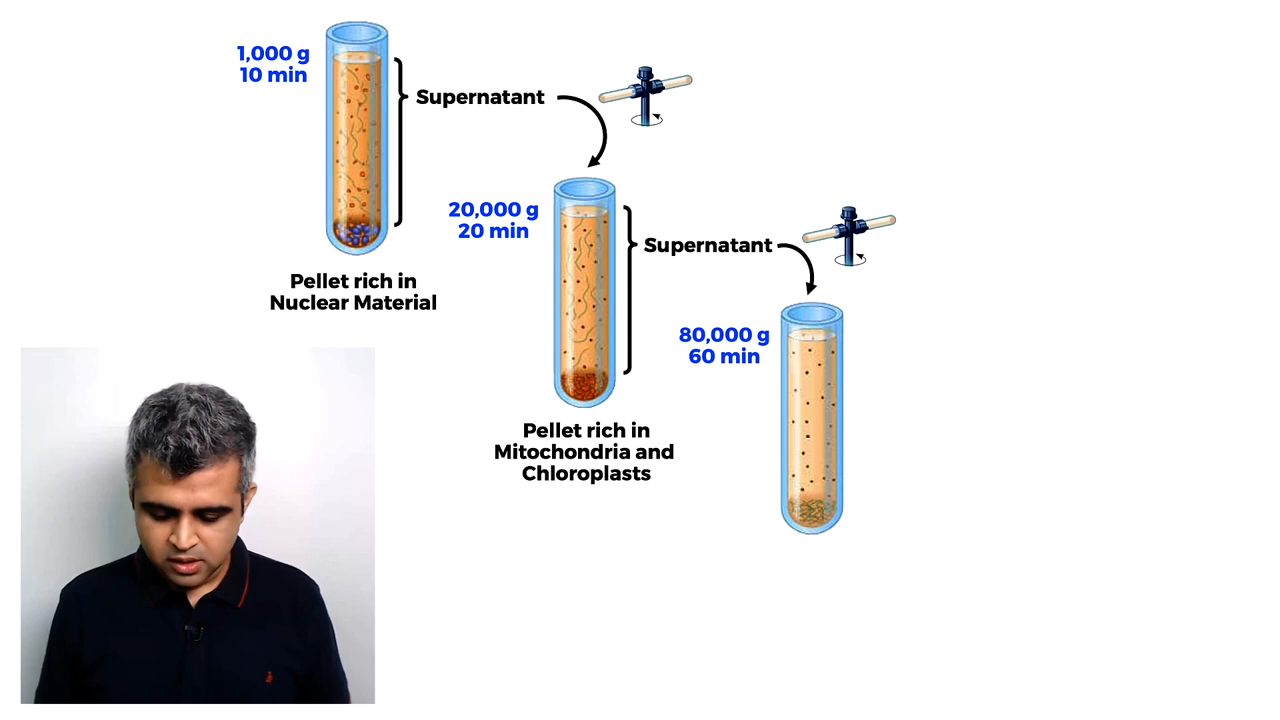 1,000 g
10 min
Supernatant
Pellet rich in
Nuclear Material
20,000 g
20 min
Supernatant
Pellet rich in
Mitochondria and
Chloroplasts
80,000 g
60 min